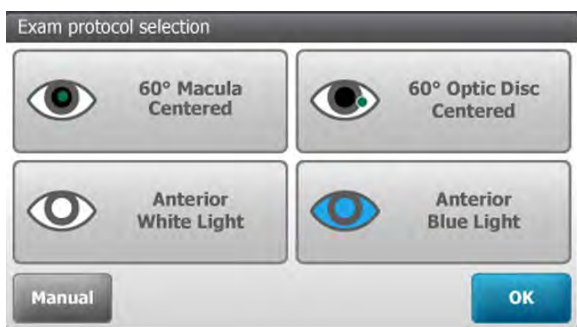 Exam protocol selection
60° Macula
Centered
60° Optic Disc
Centered
Anterior
White Light
Anterior
Blue Light
Manual
OK